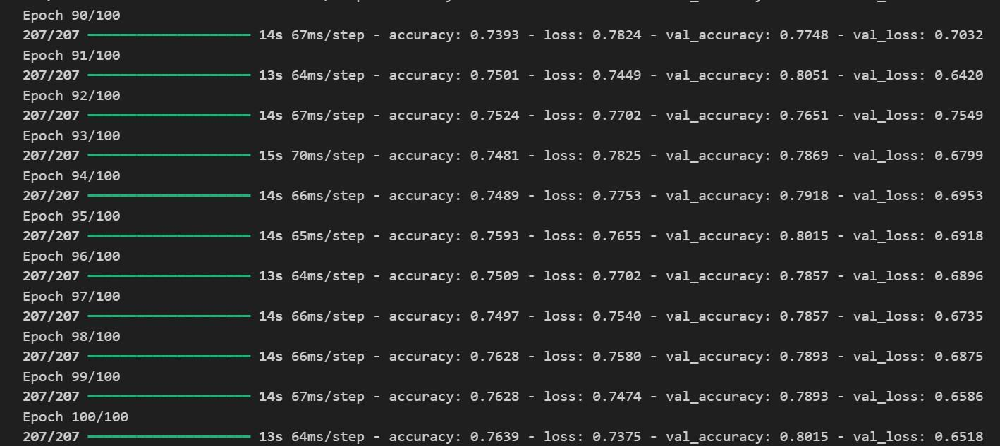 Epoch 90/100
207/207 ━━━━━━━━━━━━━━━━━━━━ 14s 67ms/step - accuracy: 0.7393 - loss: 0.7824 - val_accuracy: 0.7748 - val_loss: 0.7032
Epoch 91/100
207/207 ━━━━━━━━━━━━━━━━━━━━ 13s 64ms/step - accuracy: 0.7501 - loss: 0.7449 - val_accuracy: 0.8051 - val_loss: 0.6420
Epoch 92/100
207/207 ━━━━━━━━━━━━━━━━━━━━ 14s 67ms/step - accuracy: 0.7524 - loss: 0.7702 - val_accuracy: 0.7651 - val_loss: 0.7549
Epoch 93/100
207/207 ━━━━━━━━━━━━━━━━━━━━ 15s 70ms/step - accuracy: 0.7481 - loss: 0.7825 - val_accuracy: 0.7869 - val_loss: 0.6799
Epoch 94/100
207/207 ━━━━━━━━━━━━━━━━━━━━ 14s 66ms/step - accuracy: 0.7489 - loss: 0.7753 - val_accuracy: 0.7918 - val_loss: 0.6953
Epoch 95/100
207/207 ━━━━━━━━━━━━━━━━━━━━ 14s 65ms/step - accuracy: 0.7593 - loss: 0.7655 - val_accuracy: 0.8015 - val_loss: 0.6918
Epoch 96/100
207/207 ━━━━━━━━━━━━━━━━━━━━ 13s 64ms/step - accuracy: 0.7509 - loss: 0.7702 - val_accuracy: 0.7857 - val_loss: 0.6896
Epoch 97/100
207/207 ━━━━━━━━━━━━━━━━━━━━ 14s 66ms/step - accuracy: 0.7497 - loss: 0.7540 - val_accuracy: 0.7857 - val_loss: 0.6735
Epoch 98/100
207/207 ━━━━━━━━━━━━━━━━━━━━ 14s 66ms/step - accuracy: 0.7628 - loss: 0.7580 - val_accuracy: 0.7893 - val_loss: 0.6875
Epoch 99/100
207/207 ━━━━━━━━━━━━━━━━━━━━ 14s 67ms/step - accuracy: 0.7628 - loss: 0.7474 - val_accuracy: 0.7893 - val_loss: 0.6586
Epoch 100/100
207/207 ━━━━━━━━━━━━━━━━━━━━ 13s 64ms/step - accuracy: 0.7639 - loss: 0.7375 - val_accuracy: 0.8015 - val_loss: 0.6518